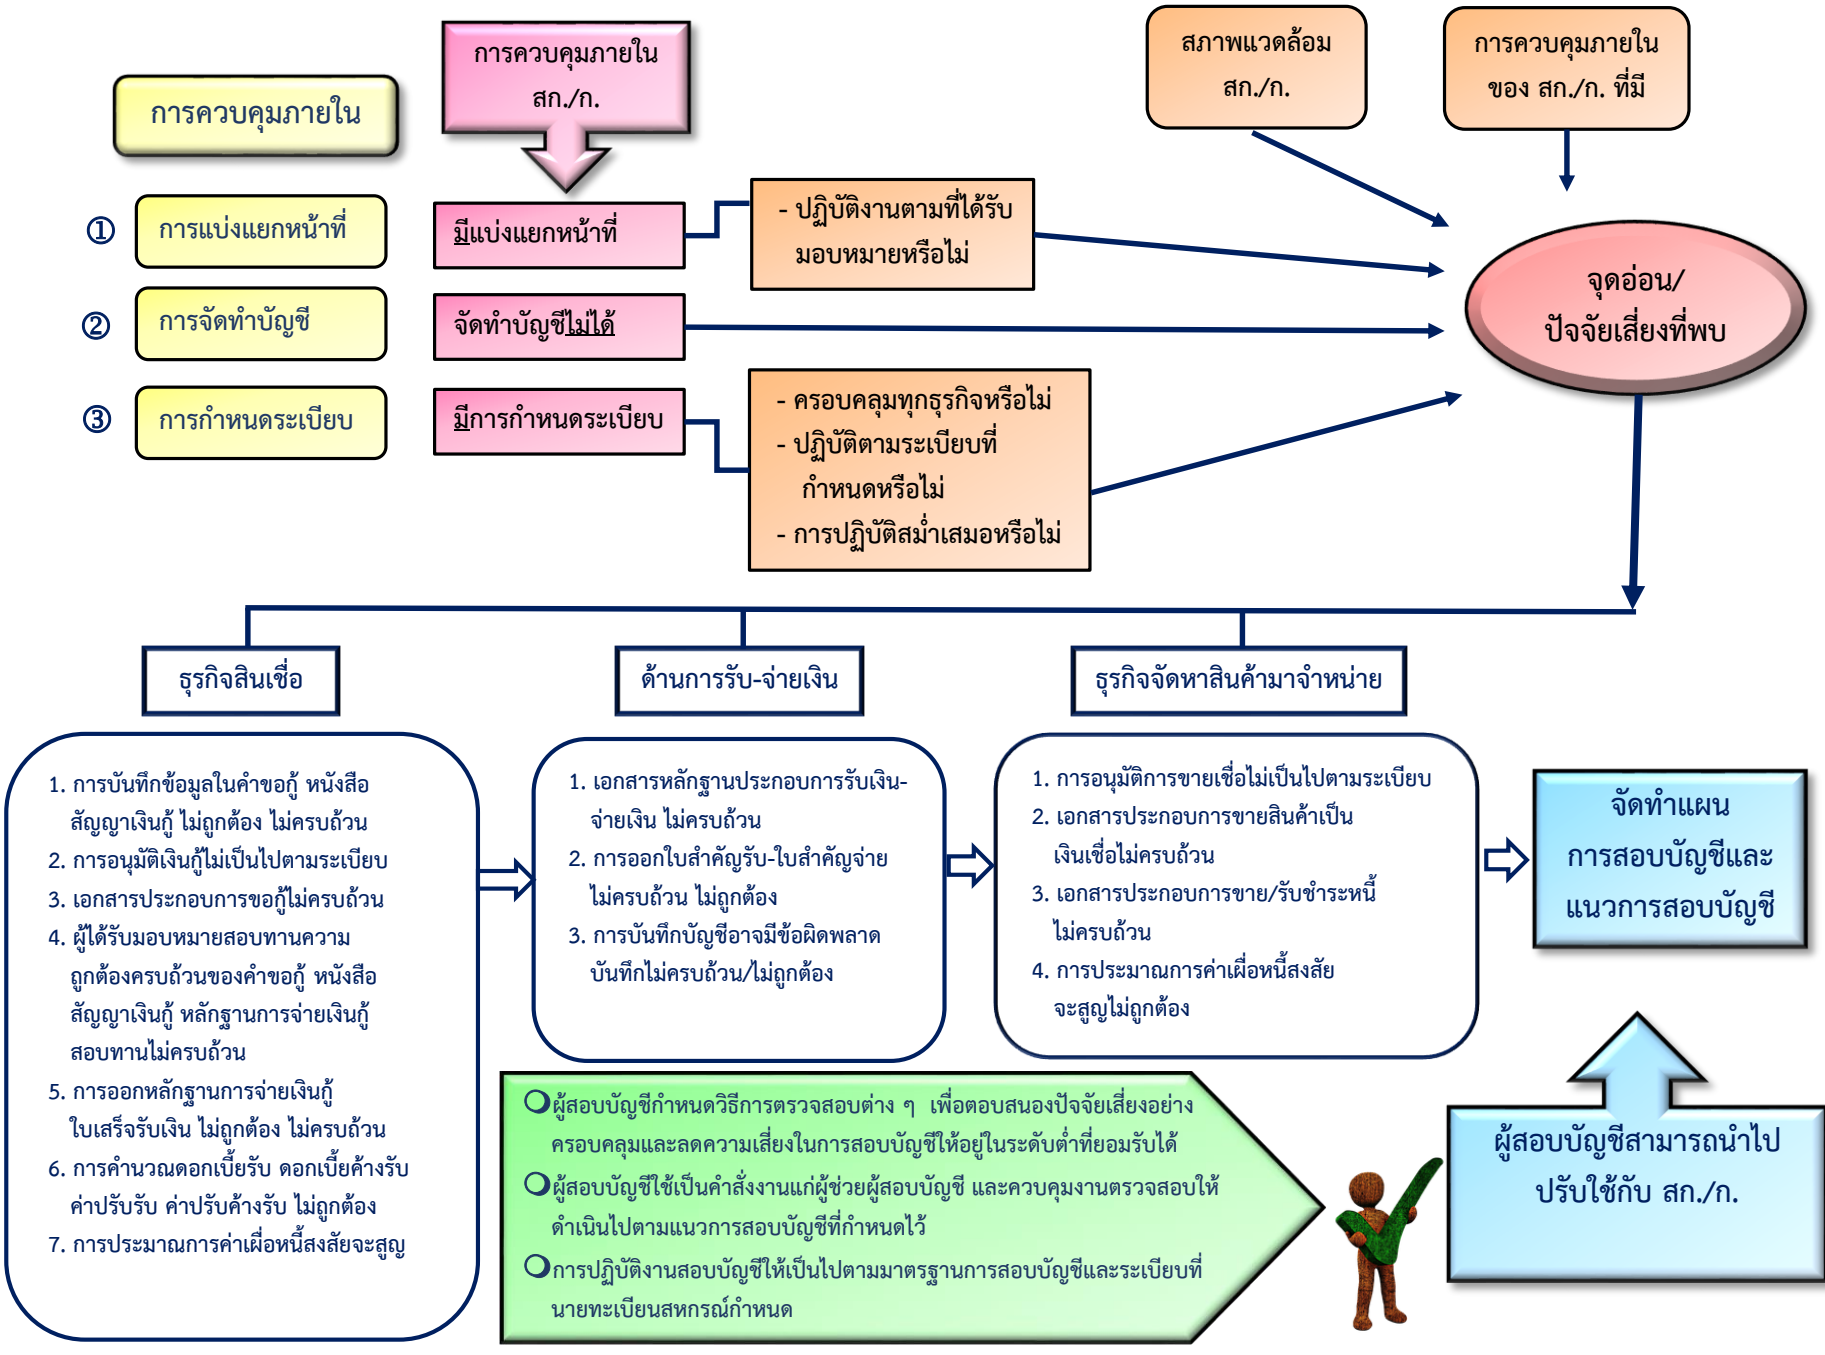 การควบคุมภายใน
สก./ก.
สภาพแวดล้อม
สก./ก.
การควบคุมภายใน
ของ สก./ก. ที่มี
การควบคุมภายใน
① การแบ่งแยกหน้าที่
มีแบ่งแยกหน้าที่
- ปฏิบัติงานตามที่ได้รับ
มอบหมายหรือไม่
② การจัดทำบัญชี
จัดทำบัญชีไม่ได้
③ การกำหนดระเบียบ
มีการกำหนดระเบียบ
- ครอบคลุมทุกธุรกิจหรือไม่
- ปฏิบัติตามระเบียบที่
กำหนดหรือไม่
- การปฏิบัติสม่ำเสมอหรือไม่
จุดอ่อน/
ปัจจัยเสี่ยงที่พบ
ธุรกิจสินเชื่อ
1. การบันทึกข้อมูลในคำขอกู้ หนังสือ
สัญญาเงินกู้ ไม่ถูกต้อง ไม่ครบถ้วน
2. การอนุมัติเงินกู้ไม่เป็นไปตามระเบียบ
3. เอกสารประกอบการขอกู้ไม่ครบถ้วน
4. ผู้ได้รับมอบหมายสอบทานความ
ถูกต้องครบถ้วนของคำขอกู้ หนังสือ
สัญญาเงินกู้ หลักฐานการจ่ายเงินกู้
สอบทานไม่ครบถ้วน
5. การออกหลักฐานการจ่ายเงินกู้
ใบเสร็จรับเงิน ไม่ถูกต้อง ไม่ครบถ้วน
6. การคำนวณดอกเบี้ยรับ ดอกเบี้ยค้างรับ
ค่าปรับรับ ค่าปรับค้างรับ ไม่ถูกต้อง
7. การประมาณการค่าเผื่อหนี้สงสัยจะสูญ
ด้านการรับ-จ่ายเงิน
1. เอกสารหลักฐานประกอบการรับเงิน-
จ่ายเงิน ไม่ครบถ้วน
2. การออกใบสำคัญรับ-ใบสำคัญจ่าย
ไม่ครบถ้วน ไม่ถูกต้อง
3. การบันทึกบัญชีอาจมีข้อผิดพลาด
บันทึกไม่ครบถ้วน/ไม่ถูกต้อง
ธุรกิจจัดหาสินค้ามาจำหน่าย
1. การอนุมัติการขายเชื่อไม่เป็นไปตามระเบียบ
2. เอกสารประกอบการขายสินค้าเป็น
เงินเชื่อไม่ครบถ้วน
3. เอกสารประกอบการขาย/รับชำระหนี้
ไม่ครบถ้วน
4. การประมาณการค่าเผื่อหนี้สงสัย
จะสูญไม่ถูกต้อง
จัดทำแผน
การสอบบัญชีและ
แนวการสอบบัญชี
ผู้สอบบัญชีกำหนดวิธีการตรวจสอบต่าง ๆ เพื่อตอบสนองปัจจัยเสี่ยงอย่าง
ครอบคลุมและลดความเสี่ยงในการสอบบัญชีให้อยู่ในระดับต่ำที่ยอมรับได้
ผู้สอบบัญชีใช้เป็นคำสั่งงานแก่ผู้ช่วยผู้สอบบัญชี และควบคุมงานตรวจสอบให้
ดำเนินไปตามแนวการสอบบัญชีที่กำหนดไว้
การปฏิบัติงานสอบบัญชีให้เป็นไปตามมาตรฐานการสอบบัญชีและระเบียบที่
นายทะเบียนสหกรณ์กำหนด
ผู้สอบบัญชีสามารถนำไป
ปรับใช้กับ สก./ก.